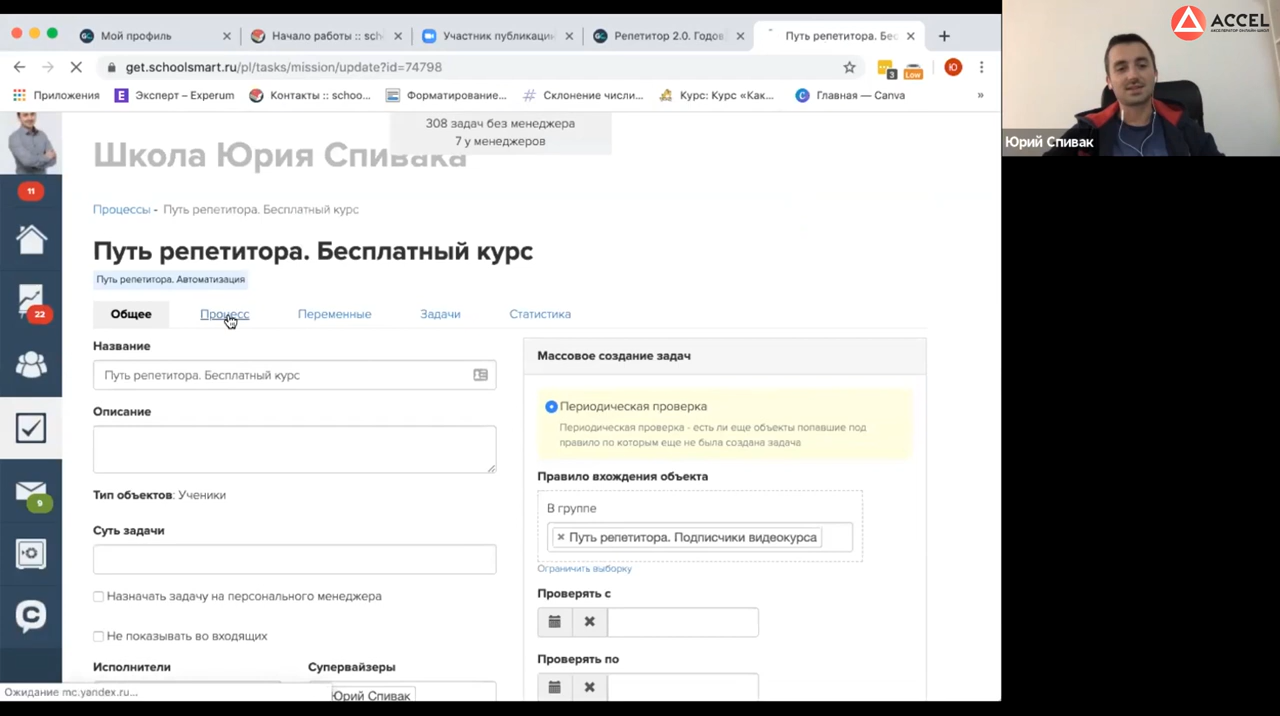 Мой профиль
Начало работы :: sch
Участник публикации
Репетитор 2.0. Годов
Путь репетитора. Бес
get.schoolsmart.ru/pl/tasks/mission/update?id=74798
3
Low
Ю
Приложения
Эксперт – Experum
Контакты :: schoo...
Форматирование...
Склонение числи...
Курс: Курс «Как...
Главная — Canva
»
308 задач без менеджера
7 у менеджеров
Школа Юрия Спивака
11
22
9
Процессы - Путь репетитора. Бесплатный курс
Путь репетитора. Бесплатный курс
Путь репетитора. Автоматизация
Общее
Процесс
Переменные
Задачи
Статистика
Название
Путь репетитора. Бесплатный курс
Описание
Тип объектов: Ученики
Суть задачи
Назначать задачу на персонального менеджера
Не показывать во входящих
Исполнители
Супервайзеры
Юрий Спивак
Массовое создание задач
Периодическая проверка
Периодическая проверка - есть ли еще объекты попавшие под
правило по которым еще не была создана задача
Правило вхождения объекта
В группе
× Путь репетитора. Подписчики видеокурса
Ограничить выборку
Проверять с
Проверять по
Ожидание mc.yandex.ru...
ACCEL
АКСЕЛЕРАТОР ОНЛАЙН-ШКОЛ
Юрий Спивак